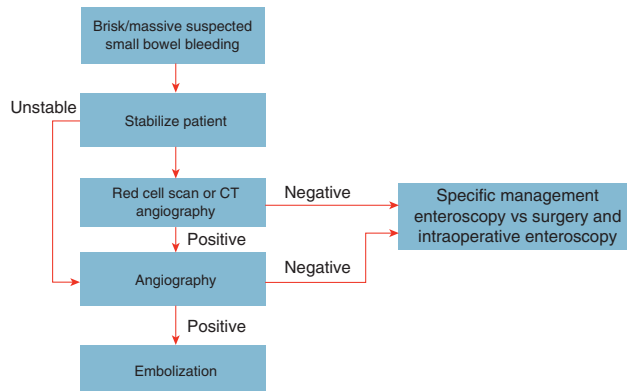 Brisk/massive suspected
small bowel bleeding
Unstable
Stabilize patient
Red cell scan or CT
angiography
Negative
Specific management
enteroscopy vs surgery and
intraoperative enteroscopy
Positive
Angiography
Negative
Positive
Embolization